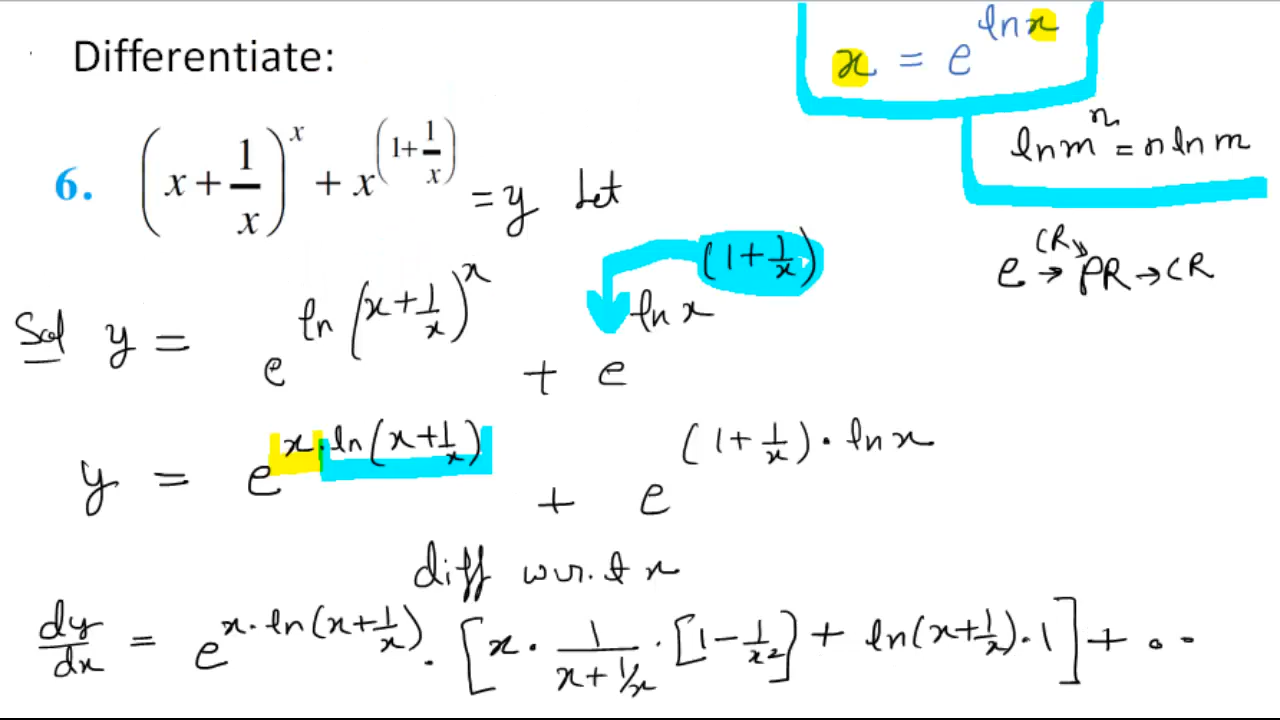 Differentiate:
x = e^{ln x}
ln m^n = n ln m
6. (x + 1/x)^x + x^{(1 + 1/x)} = y Let
e → PR → CR
CR
Sol y = e^{ln (x + 1/x)^x} + e^{ln x^{(1 + 1/x)}}
y = e^{x · ln(x + 1/x)} + e^{(1 + 1/x) · ln x}
diff w.r.t x
dy/dx = e^{x · ln(x + 1/x)} · [x · 1/(x + 1/x) · [1 - 1/x²] + ln(x + 1/x) · 1] + ..